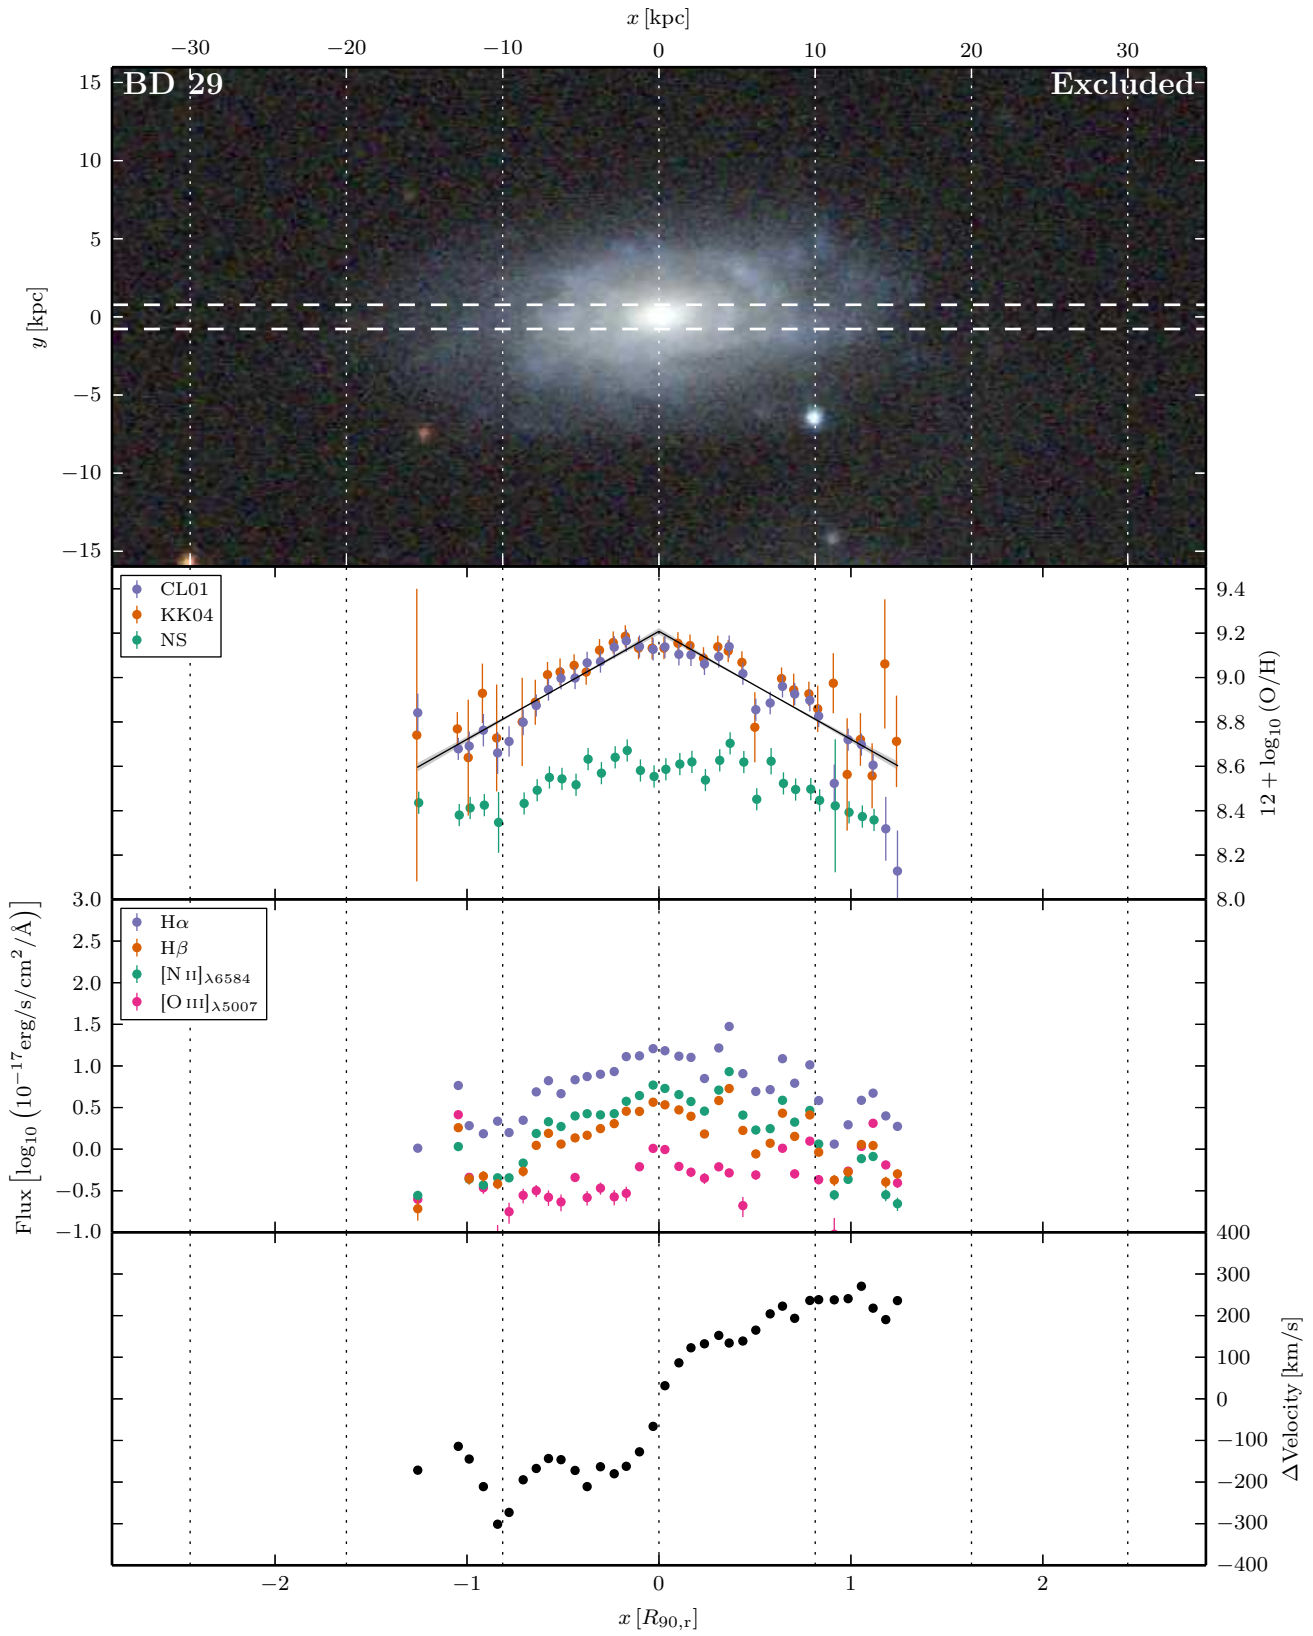 x [kpc]
−30 −20 −10 0 10 20 30
BD 29 Excluded
15
10
5
0
−5
−10
−15
y [kpc]
CL01
KK04
NS
9.4
9.2
9.0
8.8
8.6
8.4
8.2
8.0
12 + log₁₀ (O/H)
Hα
Hβ
[N II]λ6584
[O III]λ5007
3.0
2.5
2.0
1.5
1.0
0.5
0.0
−0.5
−1.0
Flux [log₁₀ (10⁻¹⁷erg/s/cm²/Å)]
400
300
200
100
0
−100
−200
−300
−400
ΔVelocity [km/s]
−2 −1 0 1 2
x [R₉₀,ᵣ]